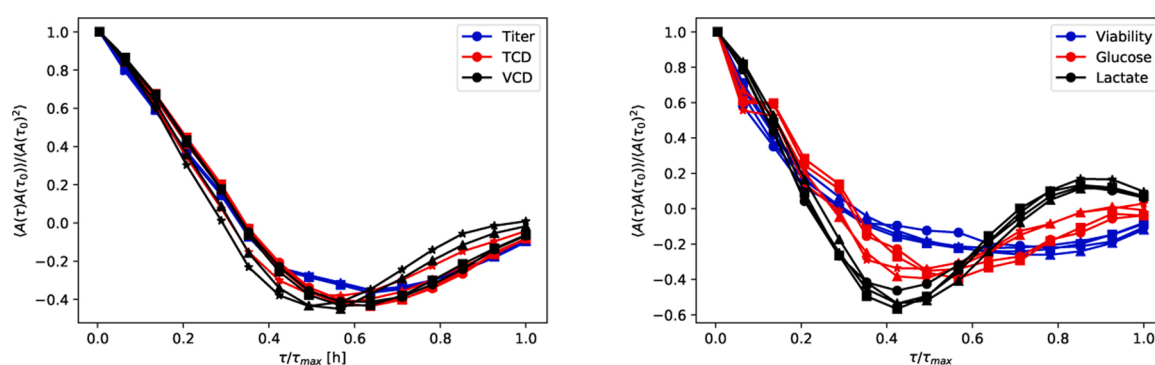 ⟨A(τ)A(τ₀)⟩/⟨A(τ₀)²⟩
1.0
0.8
0.6
0.4
0.2
0.0
−0.2
−0.4
Titer
TCD
VCD
0.0 0.2 0.4 0.6 0.8 1.0
τ/τmax [h]
⟨A(τ)A(τ₀)⟩/⟨A(τ₀)²⟩
1.0
0.8
0.6
0.4
0.2
0.0
−0.2
−0.4
−0.6
Viability
Glucose
Lactate
0.0 0.2 0.4 0.6 0.8 1.0
τ/τmax